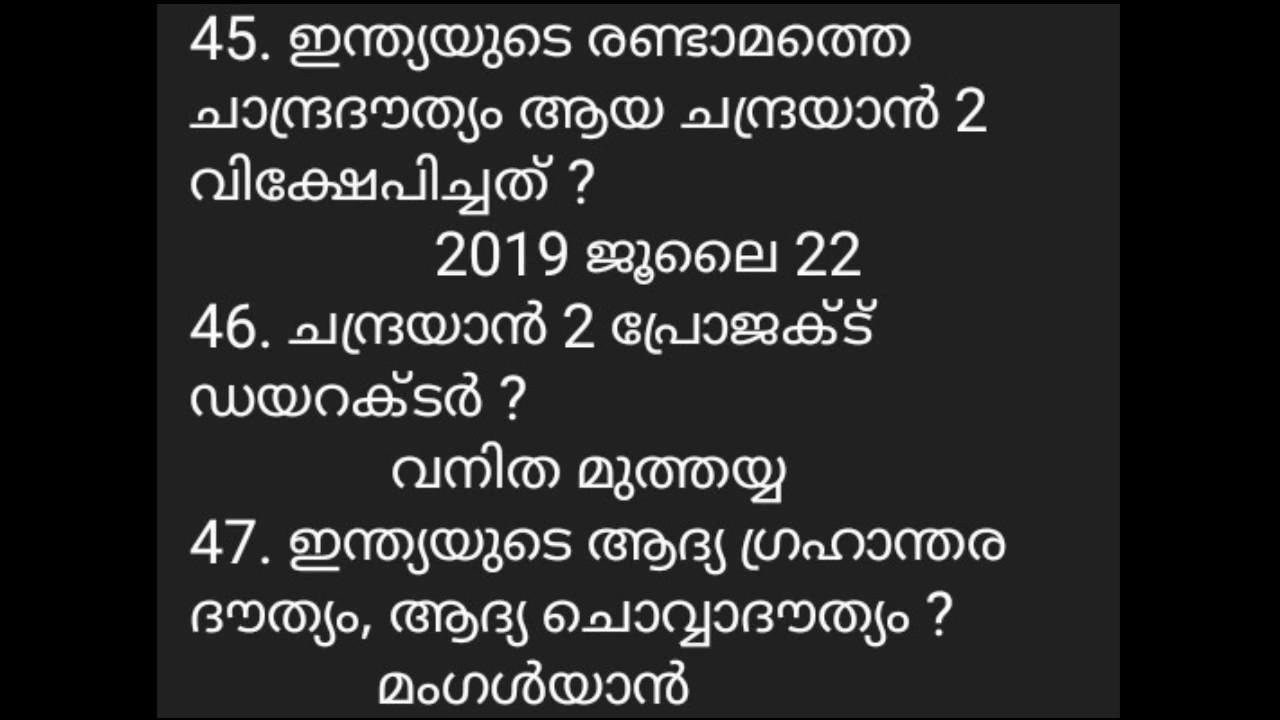 45. ഇന്ത്യയുടെ രണ്ടാമത്തെ
ചാന്ദ്രദൗത്യം ആയ ചന്ദ്രയാൻ 2
വിക്ഷേപിച്ചത് ?
2019 ജൂലൈ 22
46. ചന്ദ്രയാൻ 2 പ്രോജക്ട്
ഡയറക്ടർ ?
വനിത മുത്തയ്യ
47. ഇന്ത്യയുടെ ആദ്യ ഗ്രഹാന്തര
ദൗത്യം, ആദ്യ ചൊവ്വാദൗത്യം ?
മംഗൾയാൻ